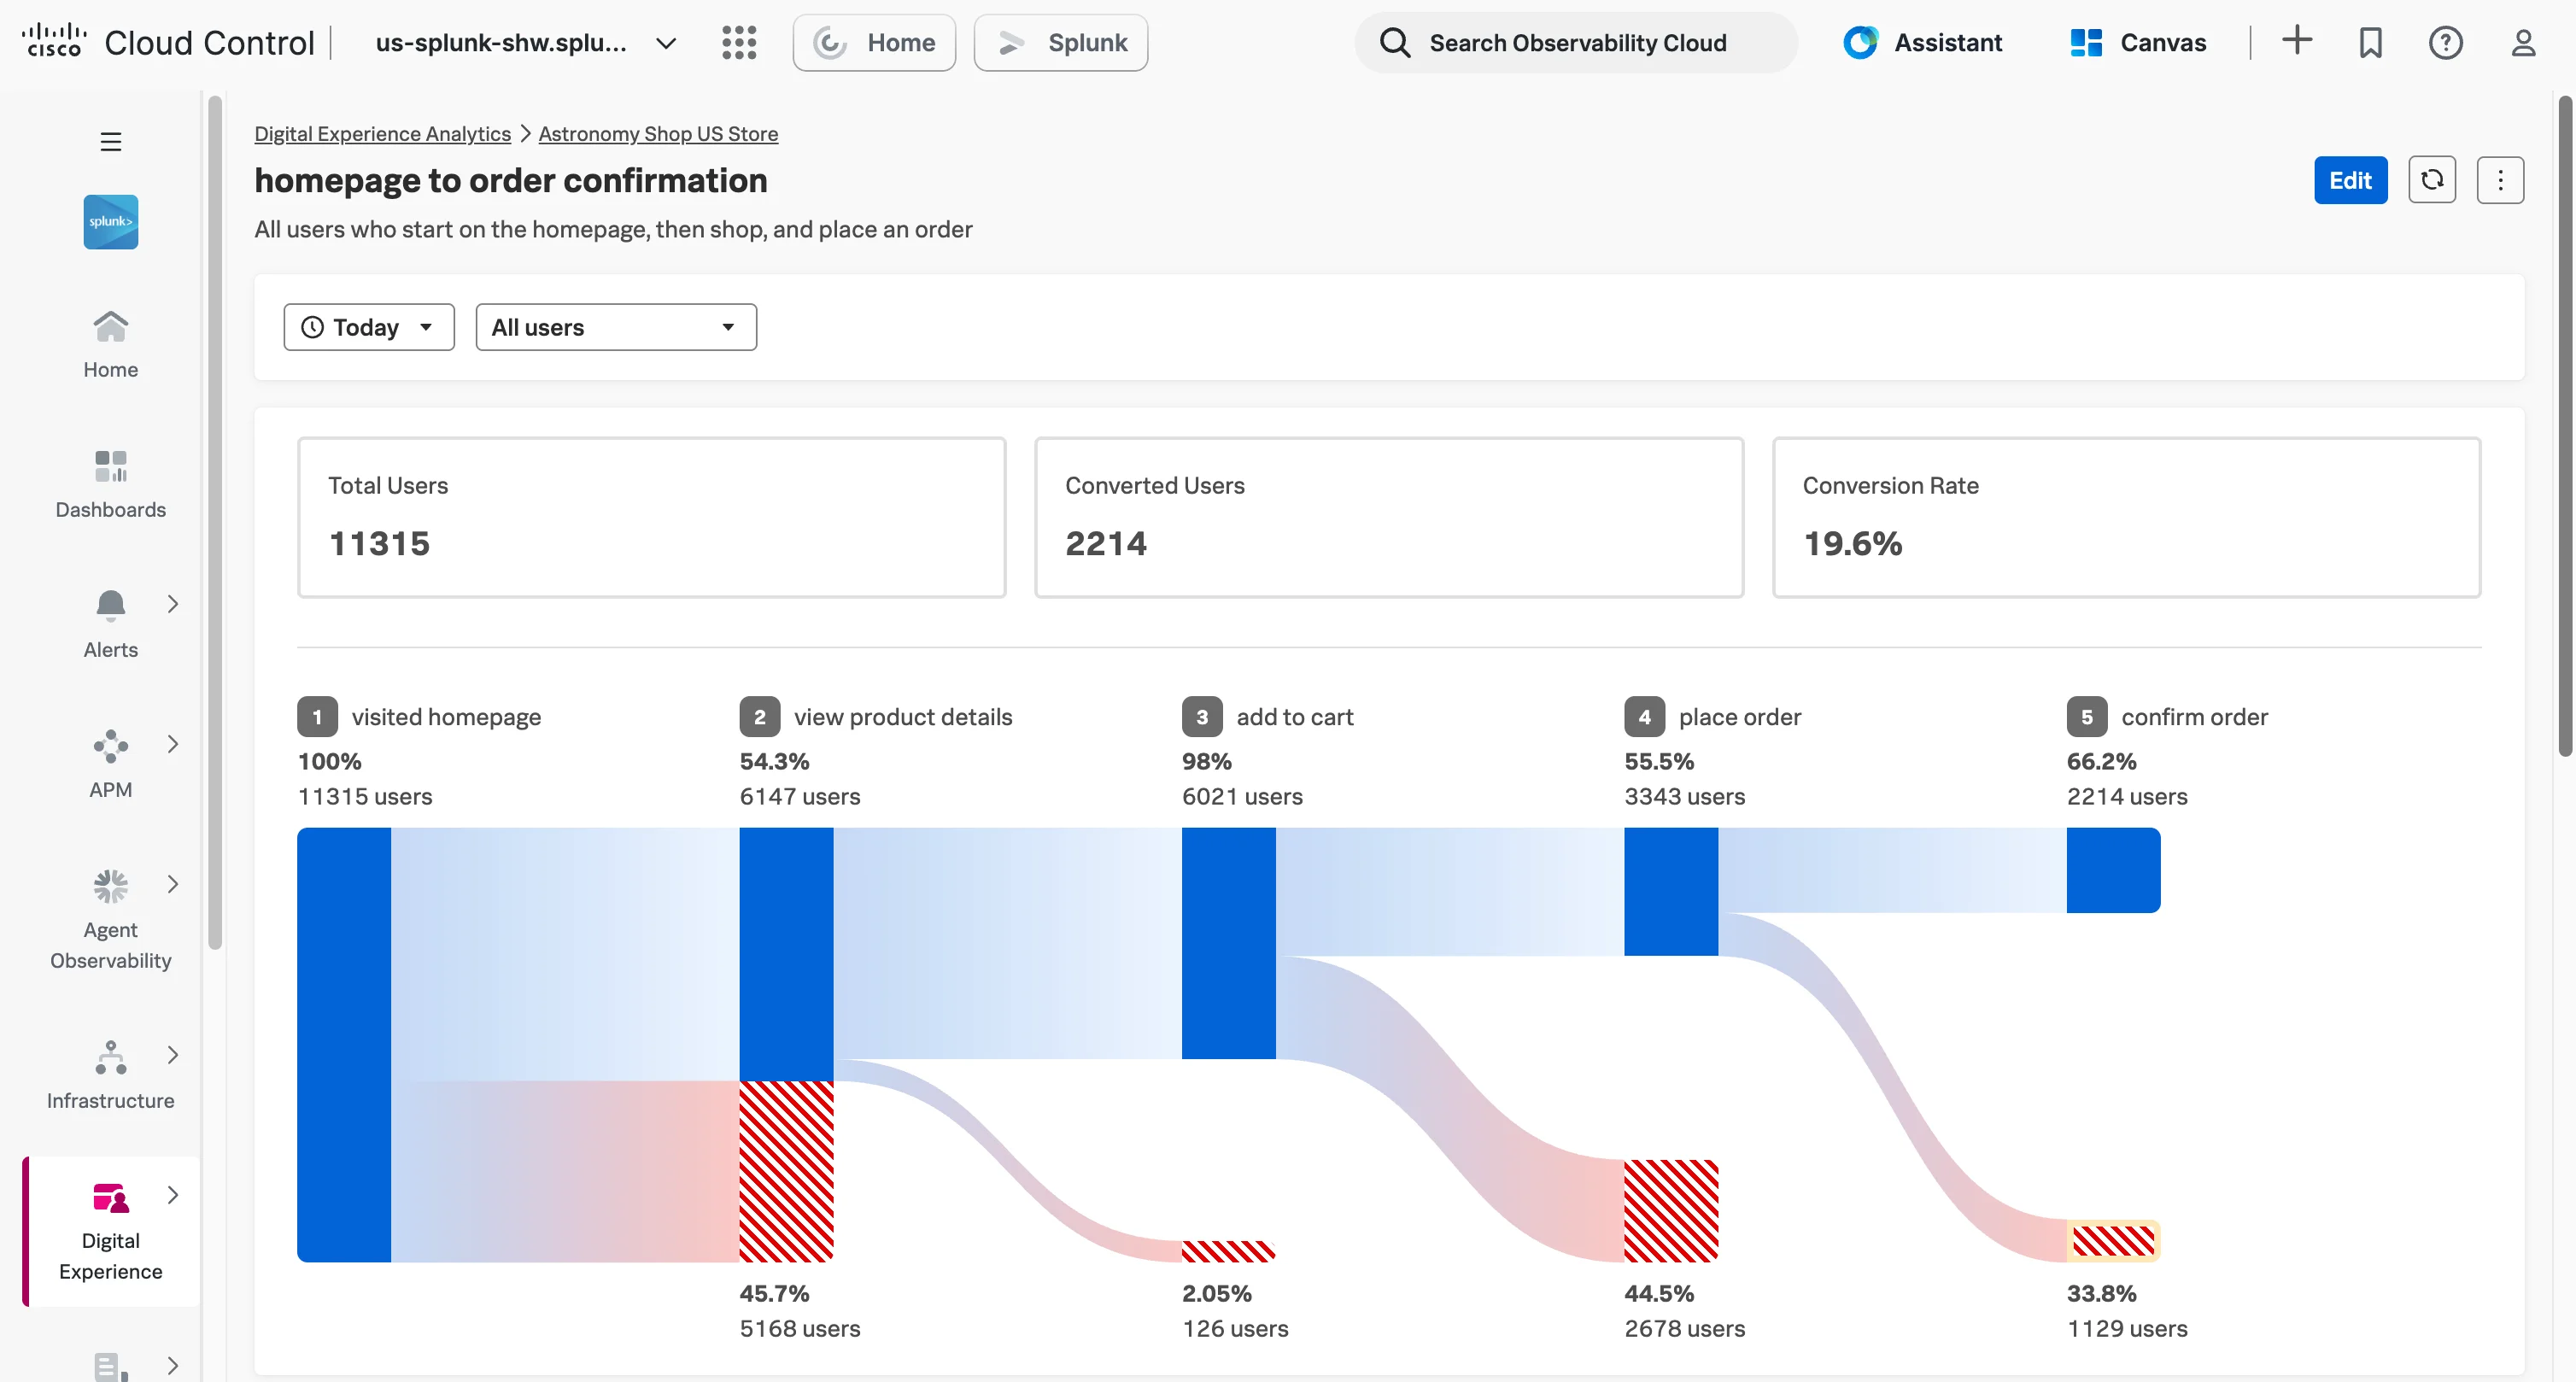 cisco Cloud Control
us-splunk-shw.splu...
Home
Splunk
Search Observability Cloud
Assistant
Canvas
splunk>
Home
Dashboards
Alerts
APM
Agent
Observability
Infrastructure
Digital
Experience
Digital Experience Analytics > Astronomy Shop US Store
homepage to order confirmation
All users who start on the homepage, then shop, and place an order
Edit
Today
All users
Total Users
11315
Converted Users
2214
Conversion Rate
19.6%
1 visited homepage
100%
11315 users
2 view product details
54.3%
6147 users
3 add to cart
98%
6021 users
4 place order
55.5%
3343 users
5 confirm order
66.2%
2214 users
45.7%
5168 users
2.05%
126 users
44.5%
2678 users
33.8%
1129 users